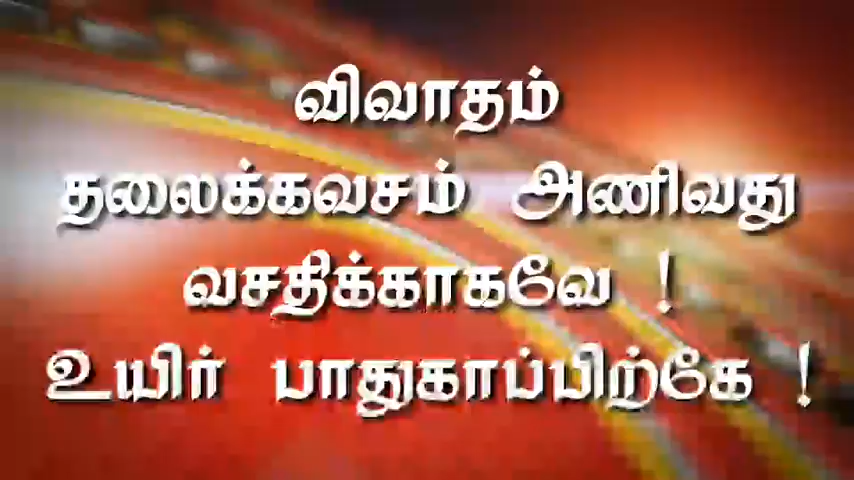 விவாதம்
தலைக்கவசம் அணிவது
வசதிக்காகவே !
உயிர் பாதுகாப்பிற்கே !